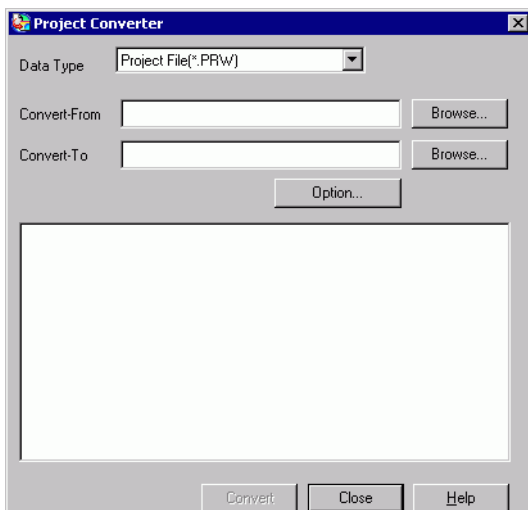 Project Converter
Data Type Project File(*.PRW)
Convert-From Browse...
Convert-To Browse...
Option...
Convert Close Help